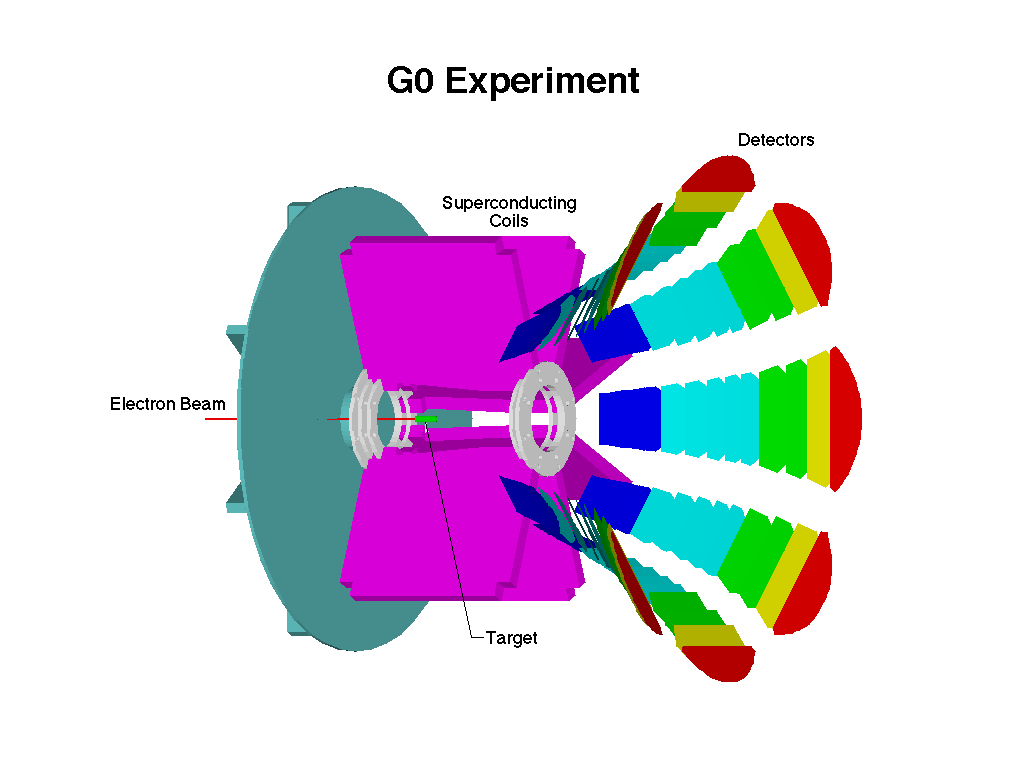 G0 Experiment
Detectors
Superconducting
Coils
Electron Beam
Target